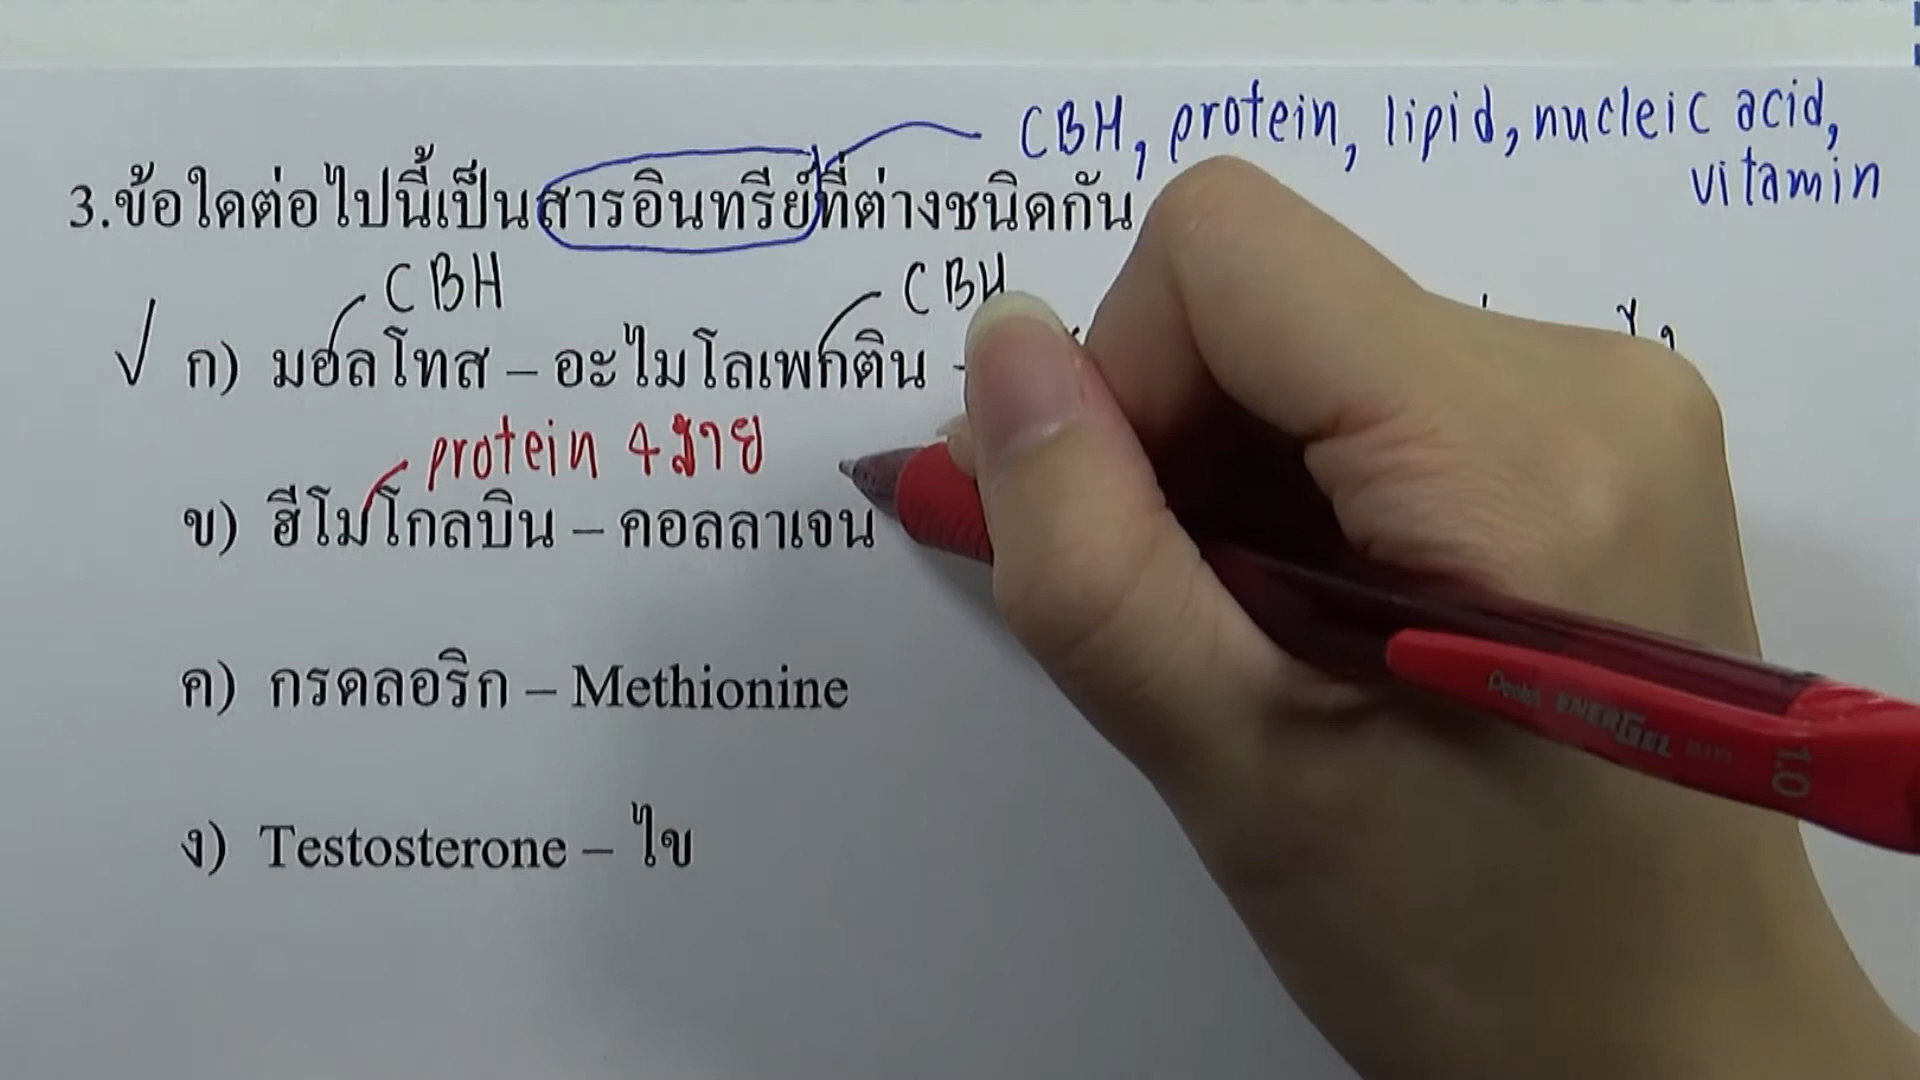 CBH, protein, lipid, nucleic acid,
vitamin
3.ข้อใดต่อไปนี้เป็นสารอินทรีย์ที่ต่างชนิดกัน
CBH CBH
✓ ก) มอลโทส – อะไมโลเพกติน -
protein 4 สาย
ข) ฮีโมโกลบิน – คอลลาเจน
ค) กรดลอริก – Methionine
ง) Testosterone – ไข
Pentel ENERGEL
1.0